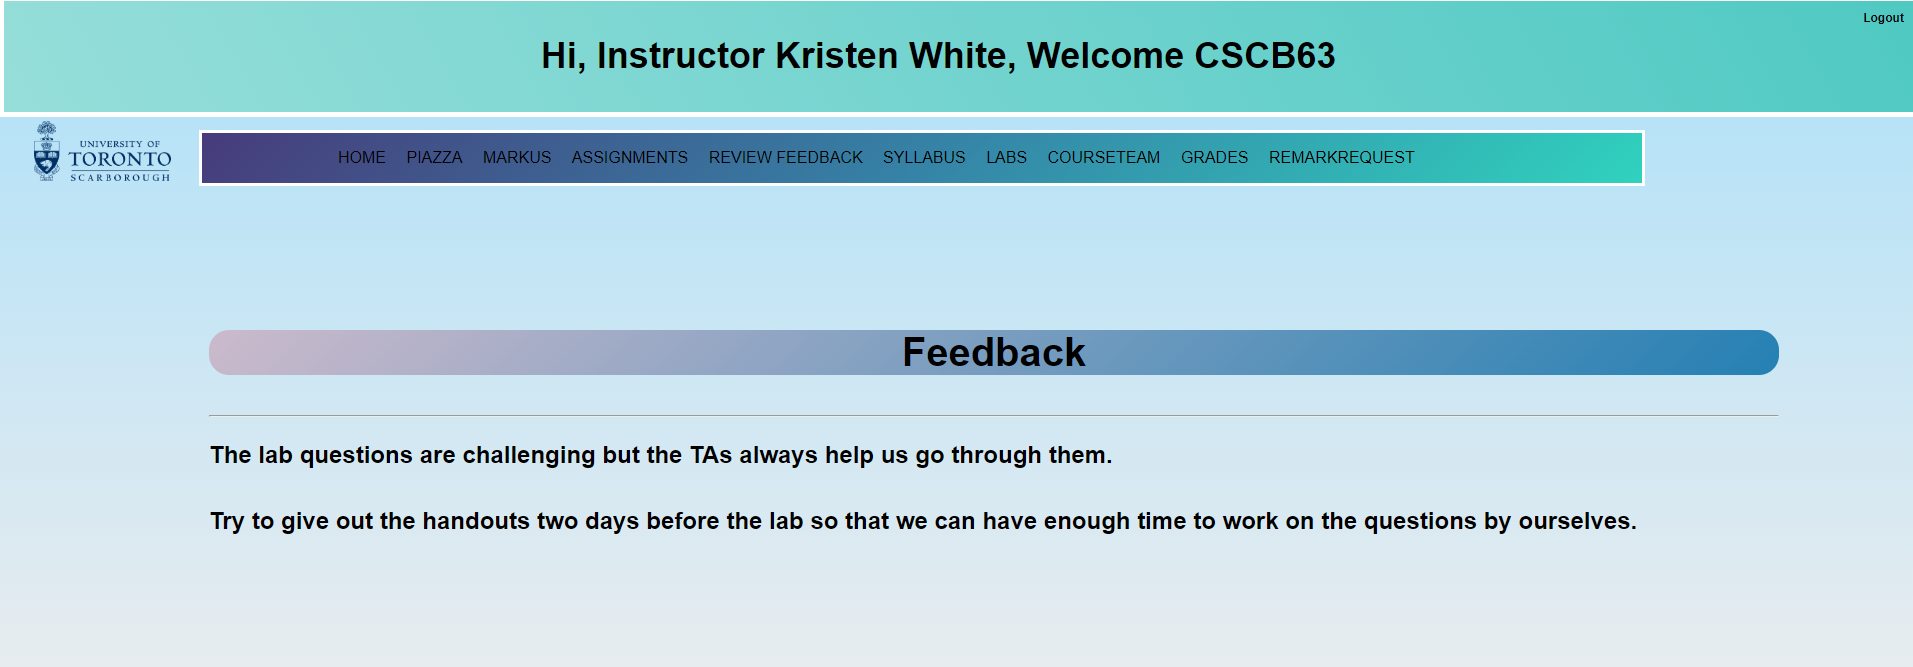 Logout
Hi, Instructor Kristen White, Welcome CSCB63
UNIVERSITY OF
TORONTO
SCARBOROUGH
HOME PIAZZA MARKUS ASSIGNMENTS REVIEW FEEDBACK SYLLABUS LABS COURSETEAM GRADES REMARKREQUEST
Feedback
The lab questions are challenging but the TAs always help us go through them.
Try to give out the handouts two days before the lab so that we can have enough time to work on the questions by ourselves.